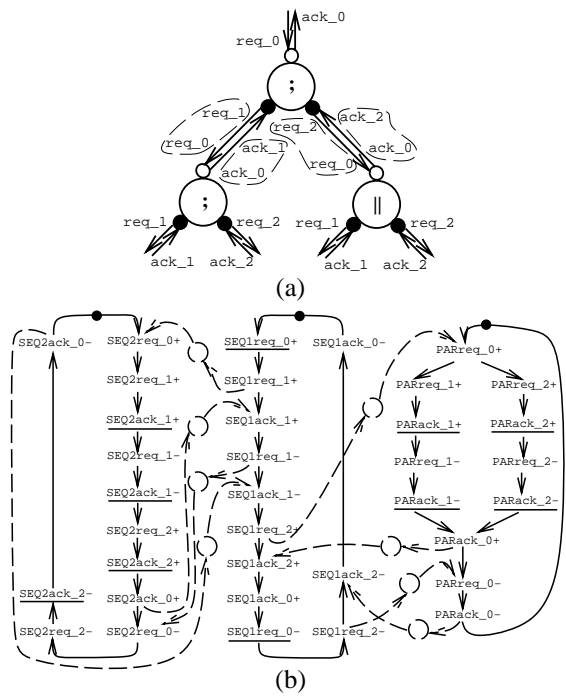 ack_0
req_0
;
req_1
req_0
ack_1
ack_0
req_2
req_0
ack_2
ack_0
;
||
req_1
req_2
ack_1
ack_2
req_1
req_2
ack_1
ack_2
(a)
SEQ2ack_0-
SEQ2req_0+
SEQ2req_1+
SEQ2ack_1+
SEQ2req_1-
SEQ2ack_1-
SEQ2req_2+
SEQ2ack_2+
SEQ2ack_0+
SEQ2req_0-
SEQ2ack_2-
SEQ2req_2-
SEQ1req_0+
SEQ1req_1+
SEQ1ack_1+
SEQ1req_1-
SEQ1ack_1-
SEQ1req_2+
SEQ1ack_2+
SEQ1ack_0+
SEQ1req_0-
SEQ1ack_0-
SEQ1ack_2-
SEQ1req_2-
PARreq_0+
PARreq_1+
PARreq_2+
PARack_1+
PARack_2+
PARreq_1-
PARreq_2-
PARack_1-
PARack_2-
PARack_0+
PARreq_0-
PARack_0-
(b)